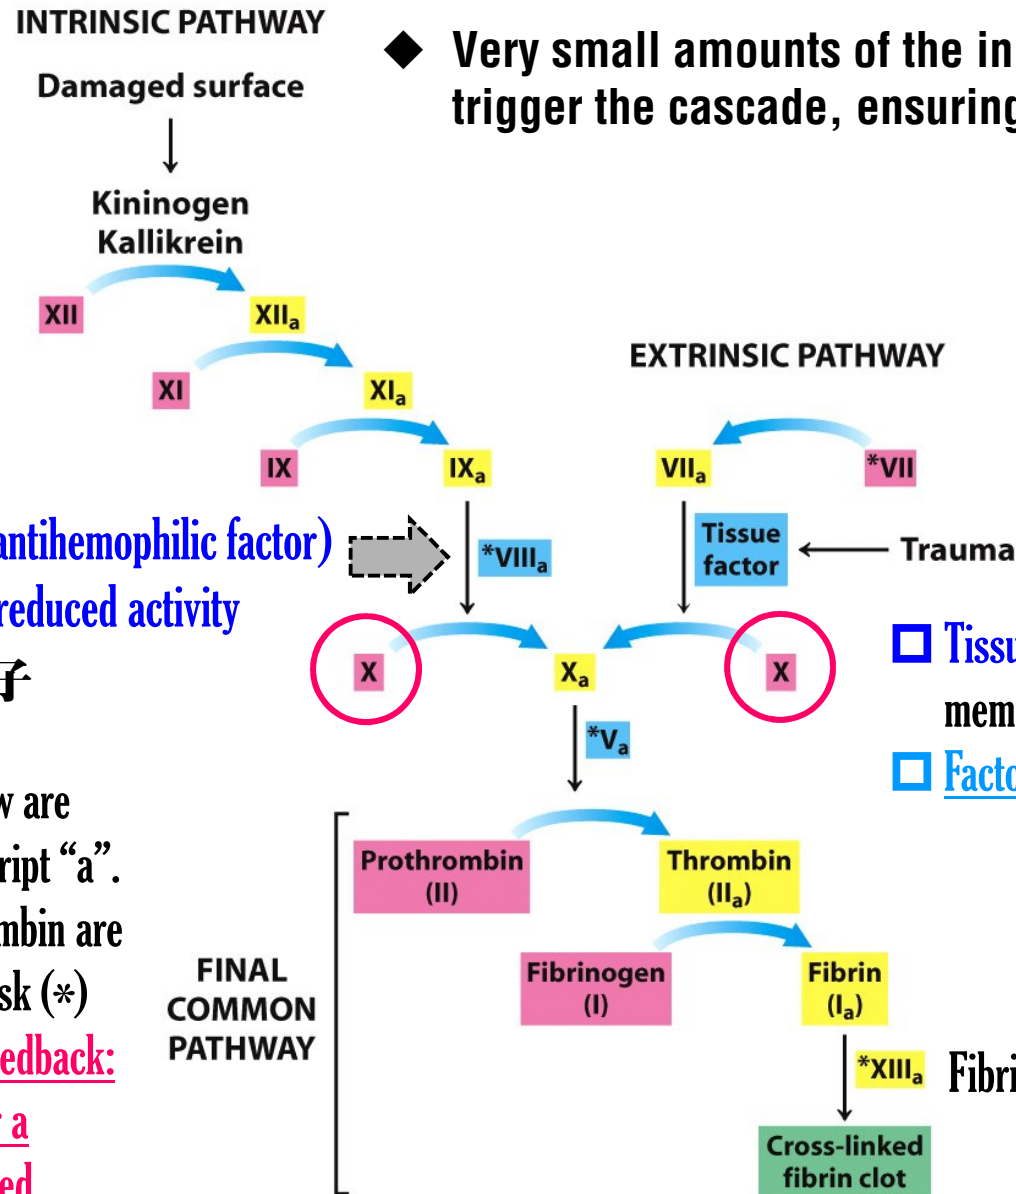 INTRINSIC PATHWAY
◆ Very small amounts of the in
trigger the cascade, ensuring
Damaged surface
Kininogen
Kallikrein
XII
XIIa
XI
XIa
EXTRINSIC PATHWAY
IX
IXa
VIIa
*VII
antihemophilic factor)
reduced activity
子
*VIIIa
Tissue
factor
Trauma
X
Xa
X
Tissu
mem
Facto
*Va
w are
ript “a”.
mbin are
sk (*)
edback:
r a
ed
Prothrombin
(II)
Thrombin
(IIa)
Fibrinogen
(I)
Fibrin
(Ia)
FINAL
COMMON
PATHWAY
*XIIIa
Fibri
Cross-linked
fibrin clot